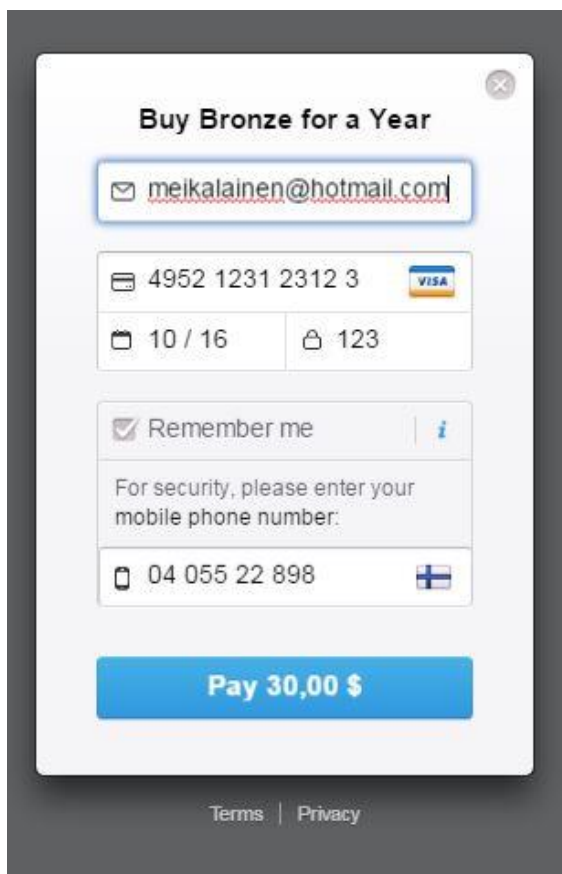 Buy Bronze for a Year
meikalainen@hotmail.com
4952 1231 2312 3 VISA
10 / 16 123
Remember me i
For security, please enter your
mobile phone number:
04 055 22 898
Pay 30,00 $
Terms | Privacy